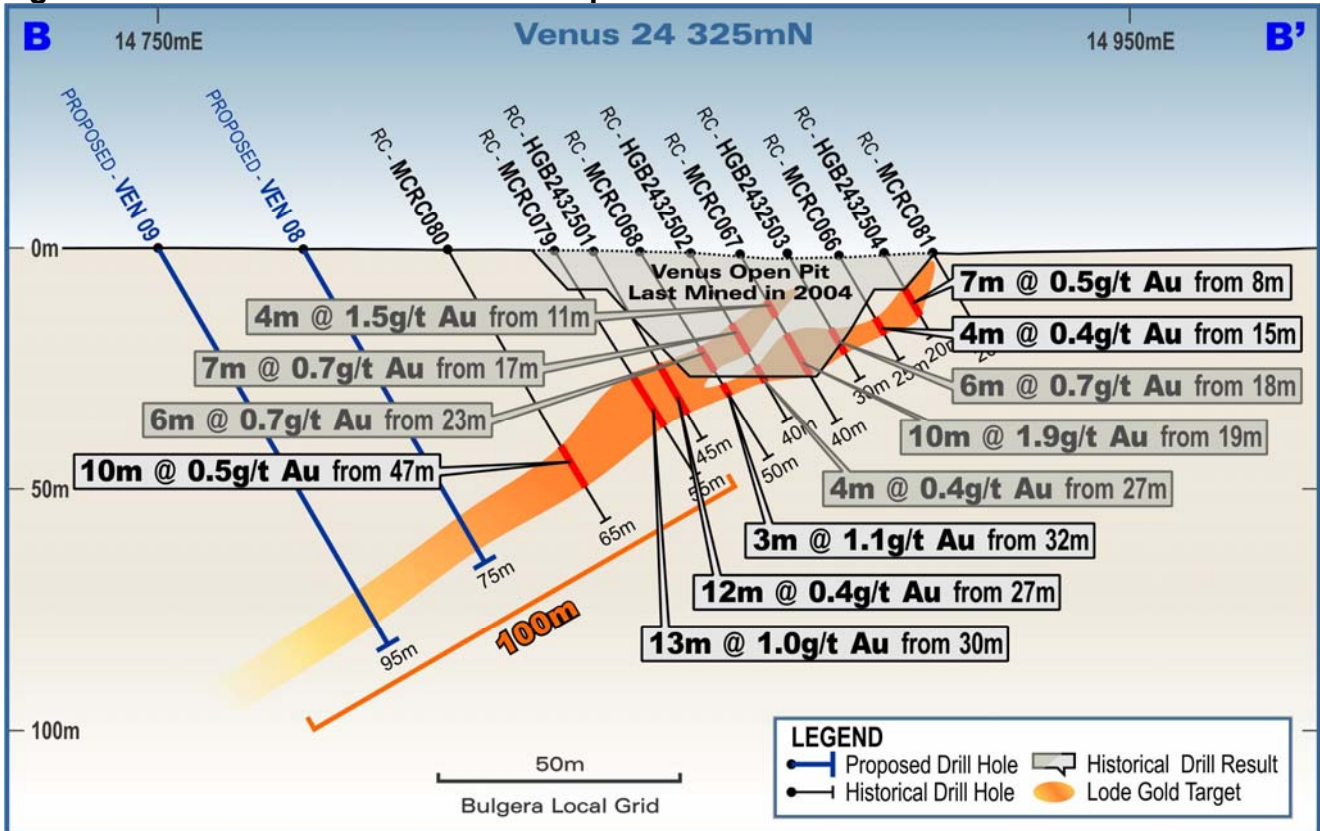 B
14 750mE
Venus 24 325mN
14 950mE
B’
PROPOSED - VEN 09
PROPOSED - VEN 08
RC - MCRC080
RC - MCRC079
RC - HGB2432501
RC - MCRC068
RC - HGB2432502
RC - MCRC067
RC - HGB2432503
RC - MCRC066
RC - HGB2432504
RC - MCRC081
0m
Venus Open Pit
Last Mined in 2004
7m @ 0.5g/t Au from 8m
4m @ 1.5g/t Au from 11m
4m @ 0.4g/t Au from 15m
7m @ 0.7g/t Au from 17m
6m @ 0.7g/t Au from 18m
6m @ 0.7g/t Au from 23m
10m @ 1.9g/t Au from 19m
10m @ 0.5g/t Au from 47m
4m @ 0.4g/t Au from 27m
3m @ 1.1g/t Au from 32m
12m @ 0.4g/t Au from 27m
13m @ 1.0g/t Au from 30m
30m
25m
40m
40m
45m
50m
55m
65m
75m
95m
50m
100m
100m
50m
Bulgera Local Grid
LEGEND
Proposed Drill Hole
Historical Drill Result
Historical Drill Hole
Lode Gold Target